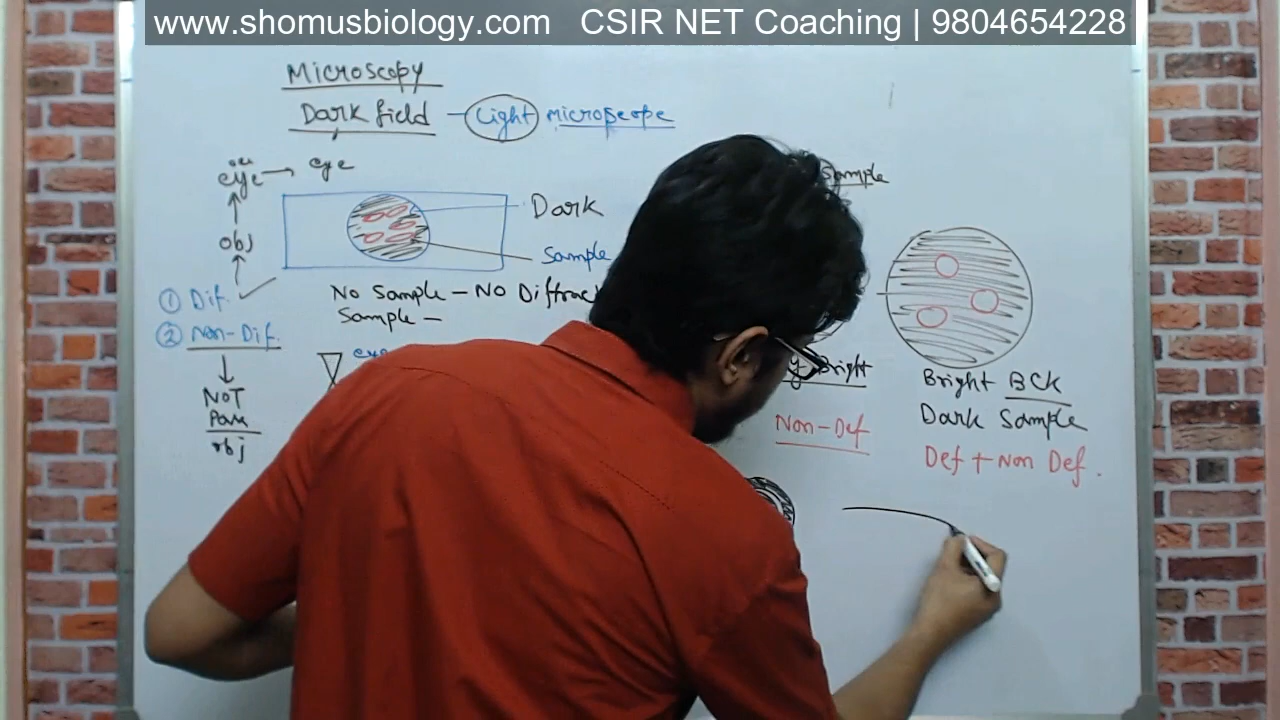 www.shomusbiology.com CSIR NET Coaching | 9804654228
Microscopy
Dark field - Light microscope
eye → eye
Sample
Dark
obj
Sample
① Dif.
No Sample - No Diffrac
② Non-Dif.
Sample -
eye
Bright
NOT
Pass
obj
Non-Def
Bright BCK
Dark Sample
Def + Non Def.